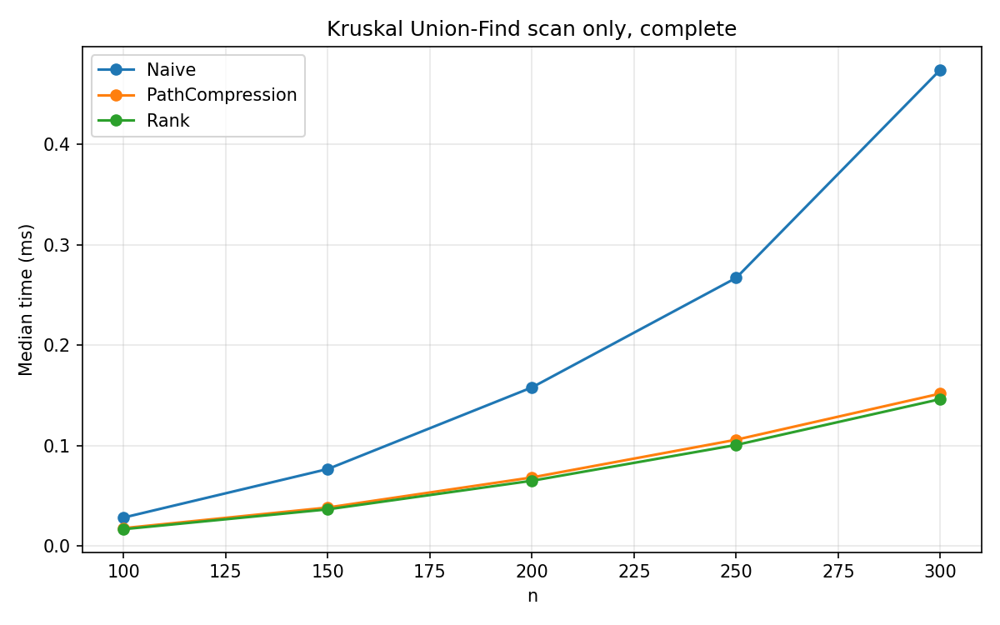 Kruskal Union-Find scan only, complete
Naive
PathCompression
Rank
0.4
0.3
0.2
0.1
0.0
Median time (ms)
100 125 150 175 200 225 250 275 300
n